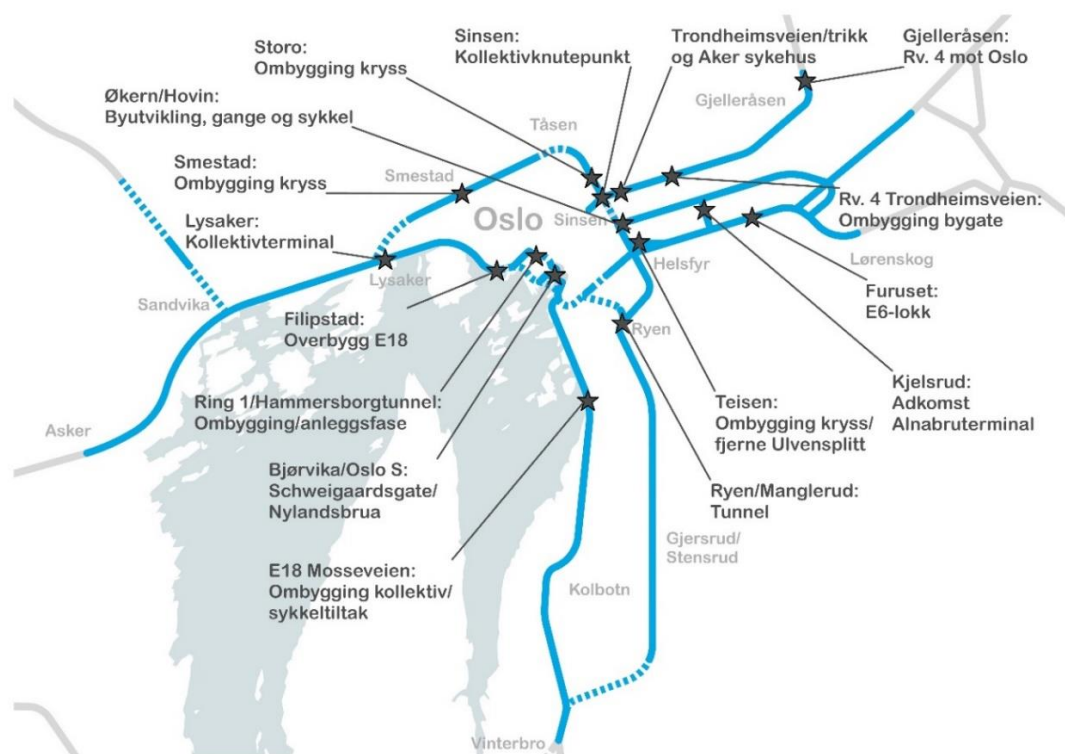 Storo:
Ombygging kryss
Sinsen:
Kollektivknutepunkt
Trondheimsveien/trikk
og Aker sykehus
Gjelleråsen:
Rv. 4 mot Oslo
Økern/Hovin:
Byutvikling, gange og sykkel
Gjelleråsen
Tåsen
Smestad:
Ombygging kryss
Smestad
Rv. 4 Trondheimsveien:
Ombygging bygate
Lysaker:
Kollektivterminal
Oslo
Sinsen
Lysaker
Helsfyr
Lørenskog
Sandvika
Filipstad:
Overbygg E18
Ryen
Furuset:
E6-lokk
Ring 1/Hammersborgtunnel:
Ombygging/anleggsfase
Teisen:
Ombygging kryss/
fjerne Ulvensplitt
Kjelsrud:
Adkomst
Alnabruterminal
Asker
Bjørvika/Oslo S:
Schweigaardsgate/
Nylandsbrua
Ryen/Manglerud:
Tunnel
Gjersrud/
Stensrud
E18 Mosseveien:
Ombygging kollektiv/
sykkeltiltak
Kolbotn
Vinterbro